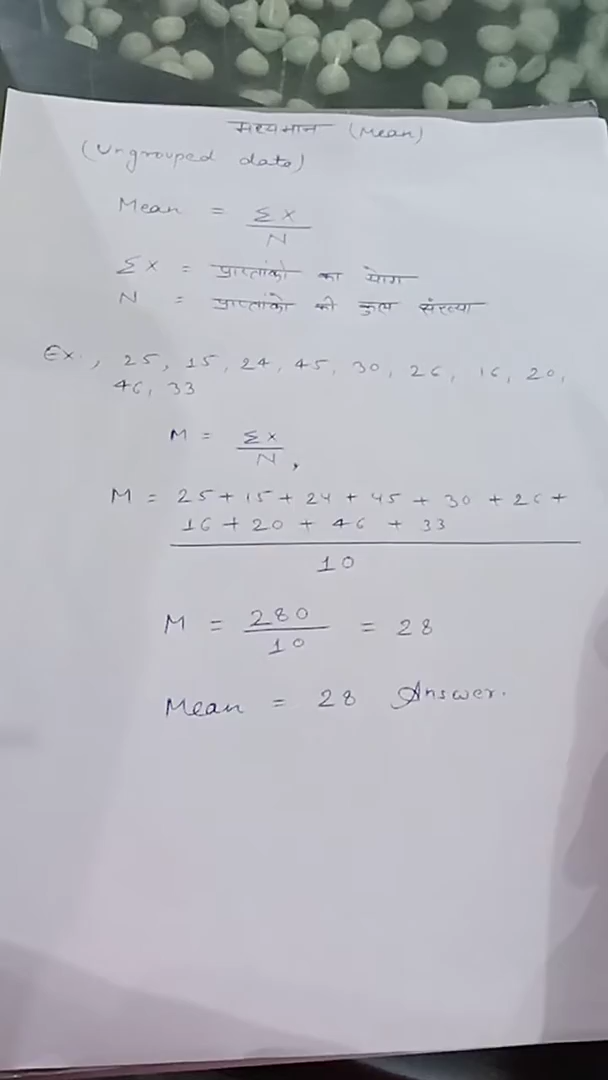 मध्यमान (Mean)
(Ungrouped data)
Mean = ΣX
N
ΣX = प्राप्तांको का योग
N = प्राप्तांको की कुल संख्या
Ex., 25, 15, 24, 45, 30, 26, 16, 20,
46, 33
M = ΣX
N,
M = 25 + 15 + 24 + 45 + 30 + 26 +
16 + 20 + 46 + 33
10
M = 280 = 28
10
Mean = 28 Answer.